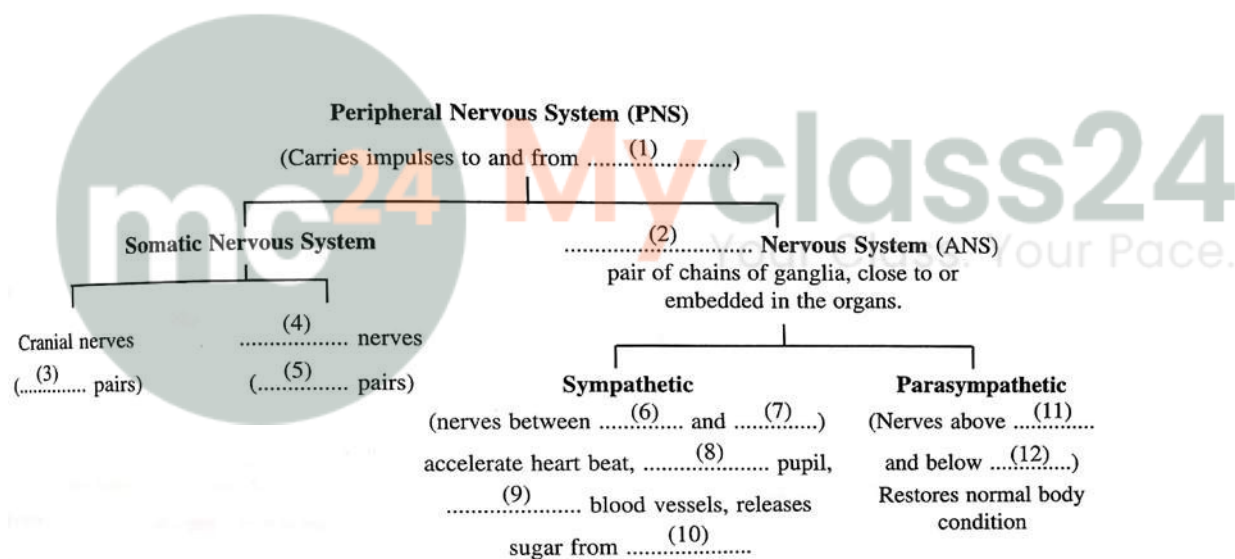 Peripheral Nervous System (PNS)
(Carries impulses to and from ......(1)......)
Somatic Nervous System
......(2)...... Nervous System (ANS)
pair of chains of ganglia, close to or
embedded in the organs.
Cranial nerves
(...(3)... pairs)
......(4)...... nerves
(......(5)...... pairs)
Sympathetic
(nerves between ......(6)...... and ......(7)......)
accelerate heart beat, ......(8)...... pupil,
......(9)...... blood vessels, releases
sugar from ......(10)......
Parasympathetic
(Nerves above ......(11)......
and below ......(12)......)
Restores normal body
condition
mc24
Myclass24
Your Class. Your Pace.